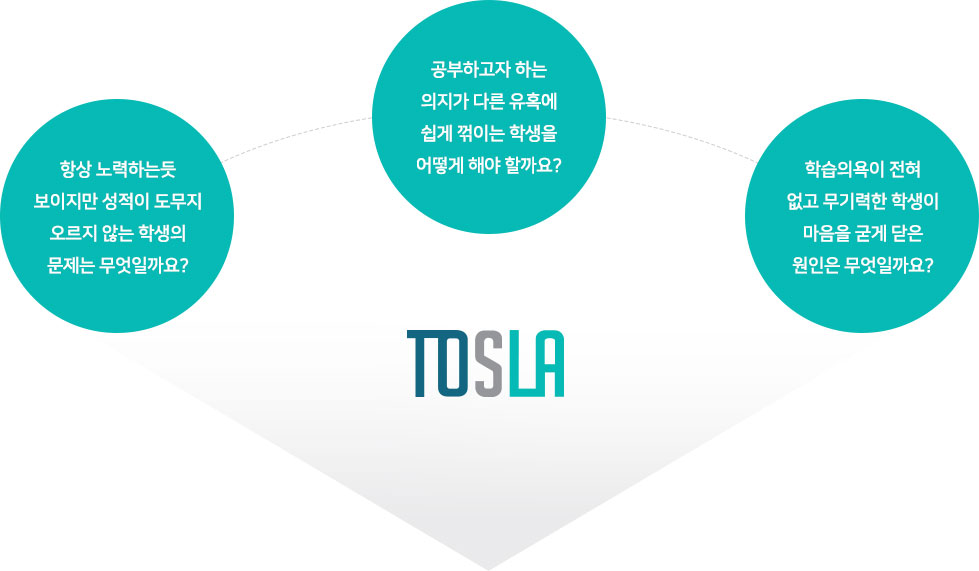 항상 노력하는듯
보이지만 성적이 도무지
오르지 않는 학생의
문제는 무엇일까요?
공부하고자 하는
의지가 다른 유혹에
쉽게 꺾이는 학생을
어떻게 해야 할까요?
학습의욕이 전혀
없고 무기력한 학생이
마음을 굳게 닫은
원인은 무엇일까요?
TOSLA